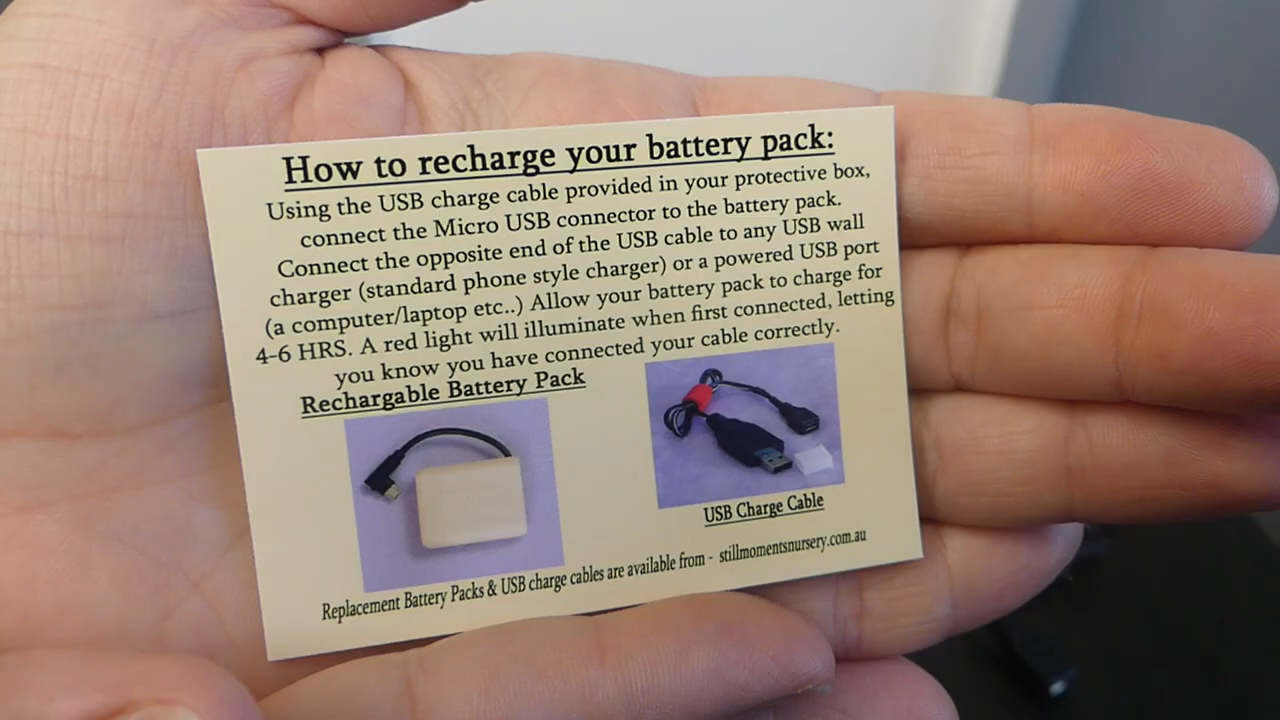 How to recharge your battery pack:
Using the USB charge cable provided in your protective box,
connect the Micro USB connector to the battery pack.
Connect the opposite end of the USB cable to any USB wall
charger (standard phone style charger) or a powered USB port
(a computer/laptop etc..) Allow your battery pack to charge for
4-6 HRS. A red light will illuminate when first connected, letting
you know you have connected your cable correctly.
Rechargable Battery Pack
USB Charge Cable
Replacement Battery Packs & USB charge cables are available from - stillmomentsnursery.com.au